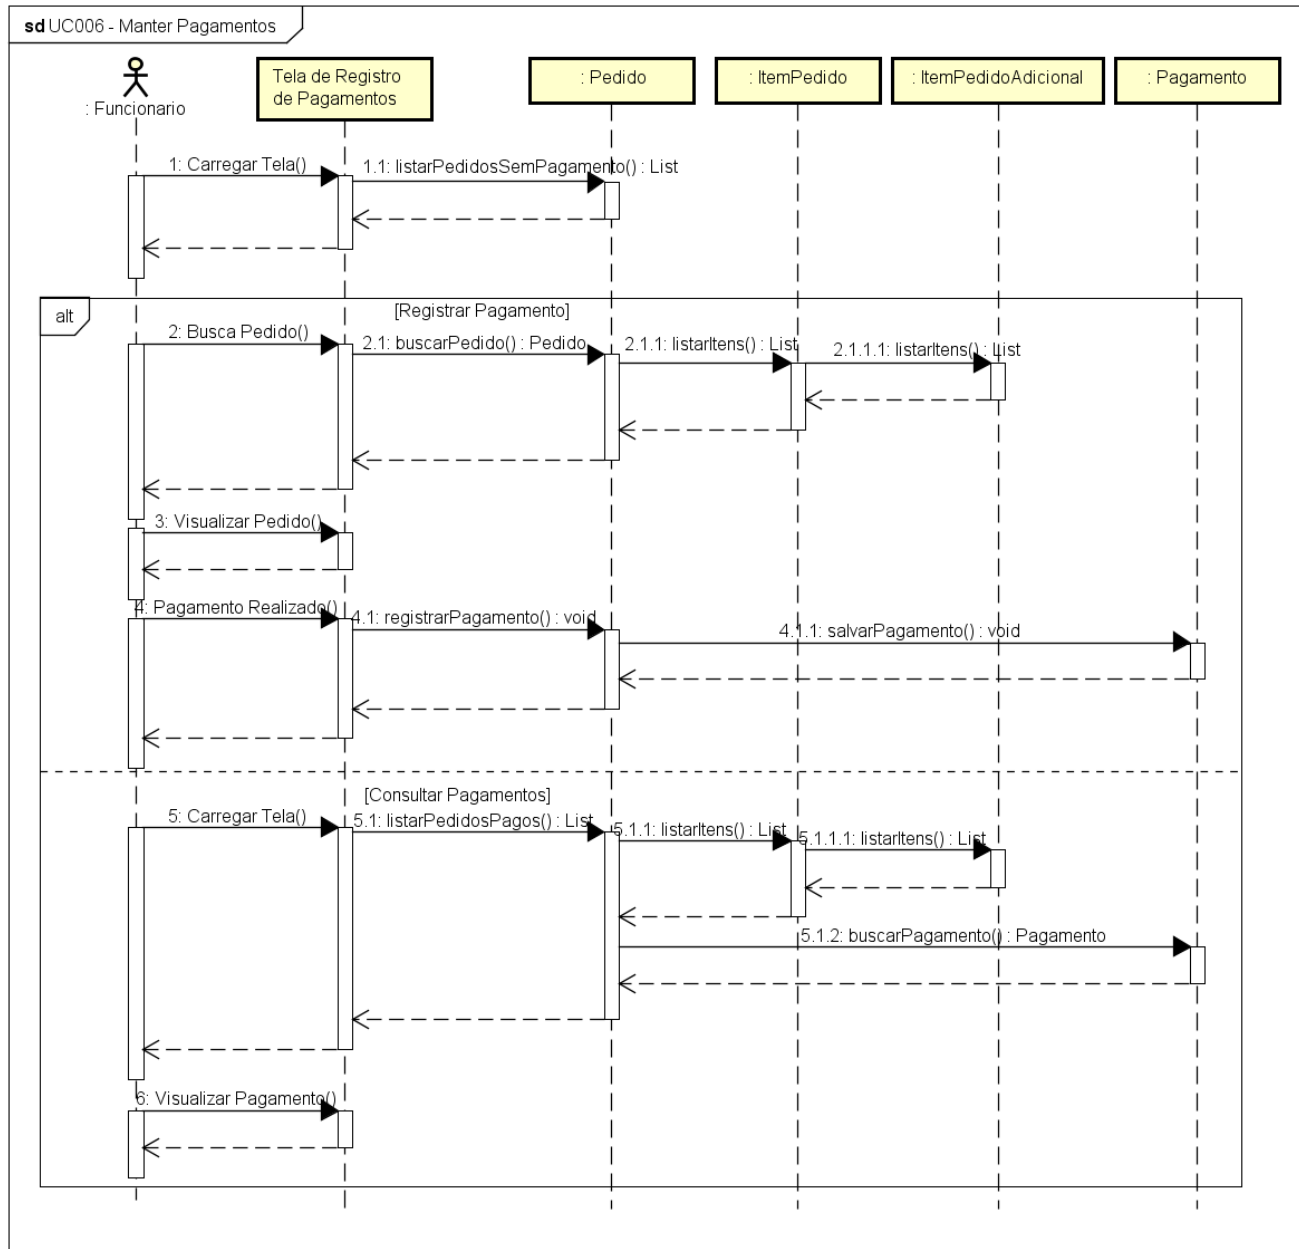 sd UC006 - Manter Pagamentos
: Funcionario
Tela de Registro
de Pagamentos
: Pedido
: ItemPedido
: ItemPedidoAdicional
: Pagamento
1: Carregar Tela()
1.1: listarPedidosSemPagamento() : List
alt
[Registrar Pagamento]
2: Busca Pedido()
2.1: buscarPedido() : Pedido
2.1.1: listarItens() : List
2.1.1.1: listarItens() : List
3: Visualizar Pedido()
4: Pagamento Realizado()
4.1: registrarPagamento() : void
4.1.1: salvarPagamento() : void
[Consultar Pagamentos]
5: Carregar Tela()
5.1: listarPedidosPagos() : List
5.1.1: listarItens() : List
5.1.1.1: listarItens() : List
5.1.2: buscarPagamento() : Pagamento
6: Visualizar Pagamento()